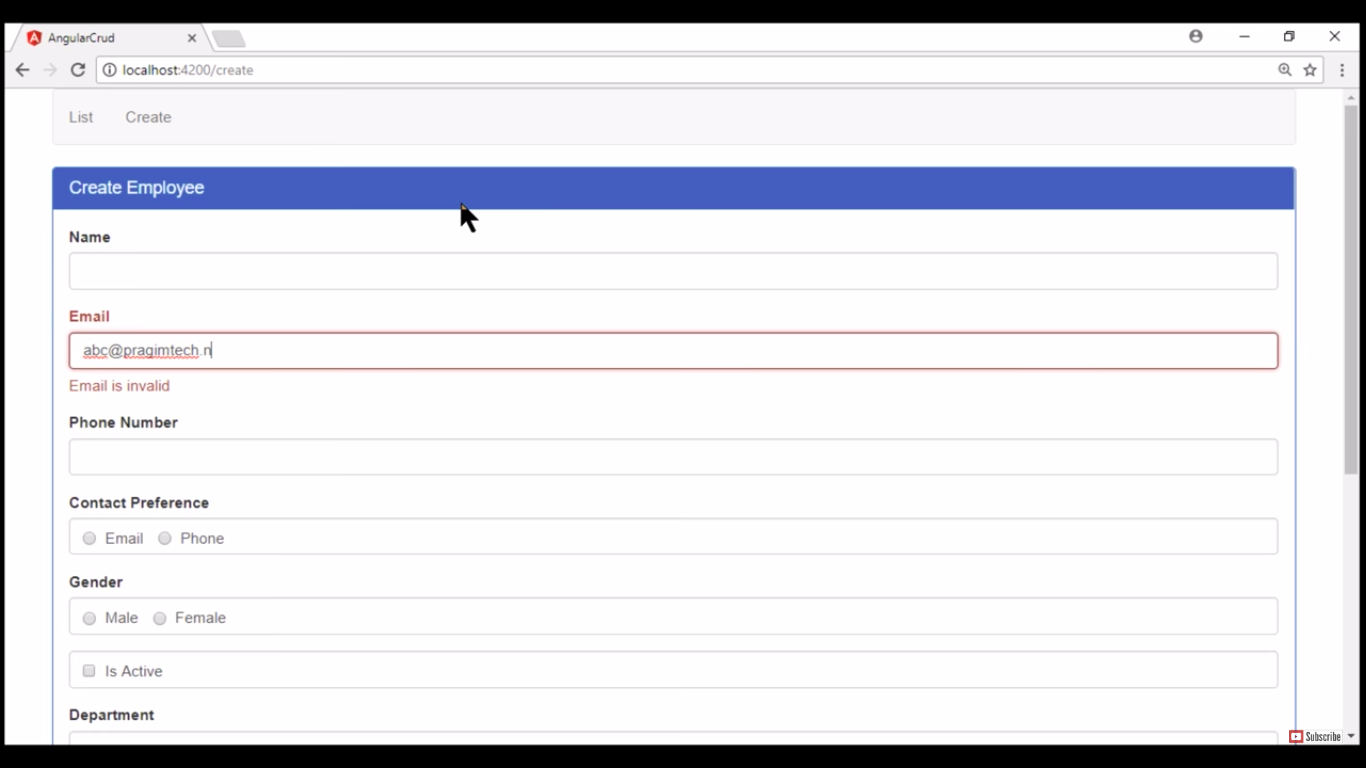 AngularCrud
localhost:4200/create
List Create
Create Employee
Name
Email
abc@pragimtech.n
Email is invalid
Phone Number
Contact Preference
Email Phone
Gender
Male Female
Is Active
Department
Subscribe